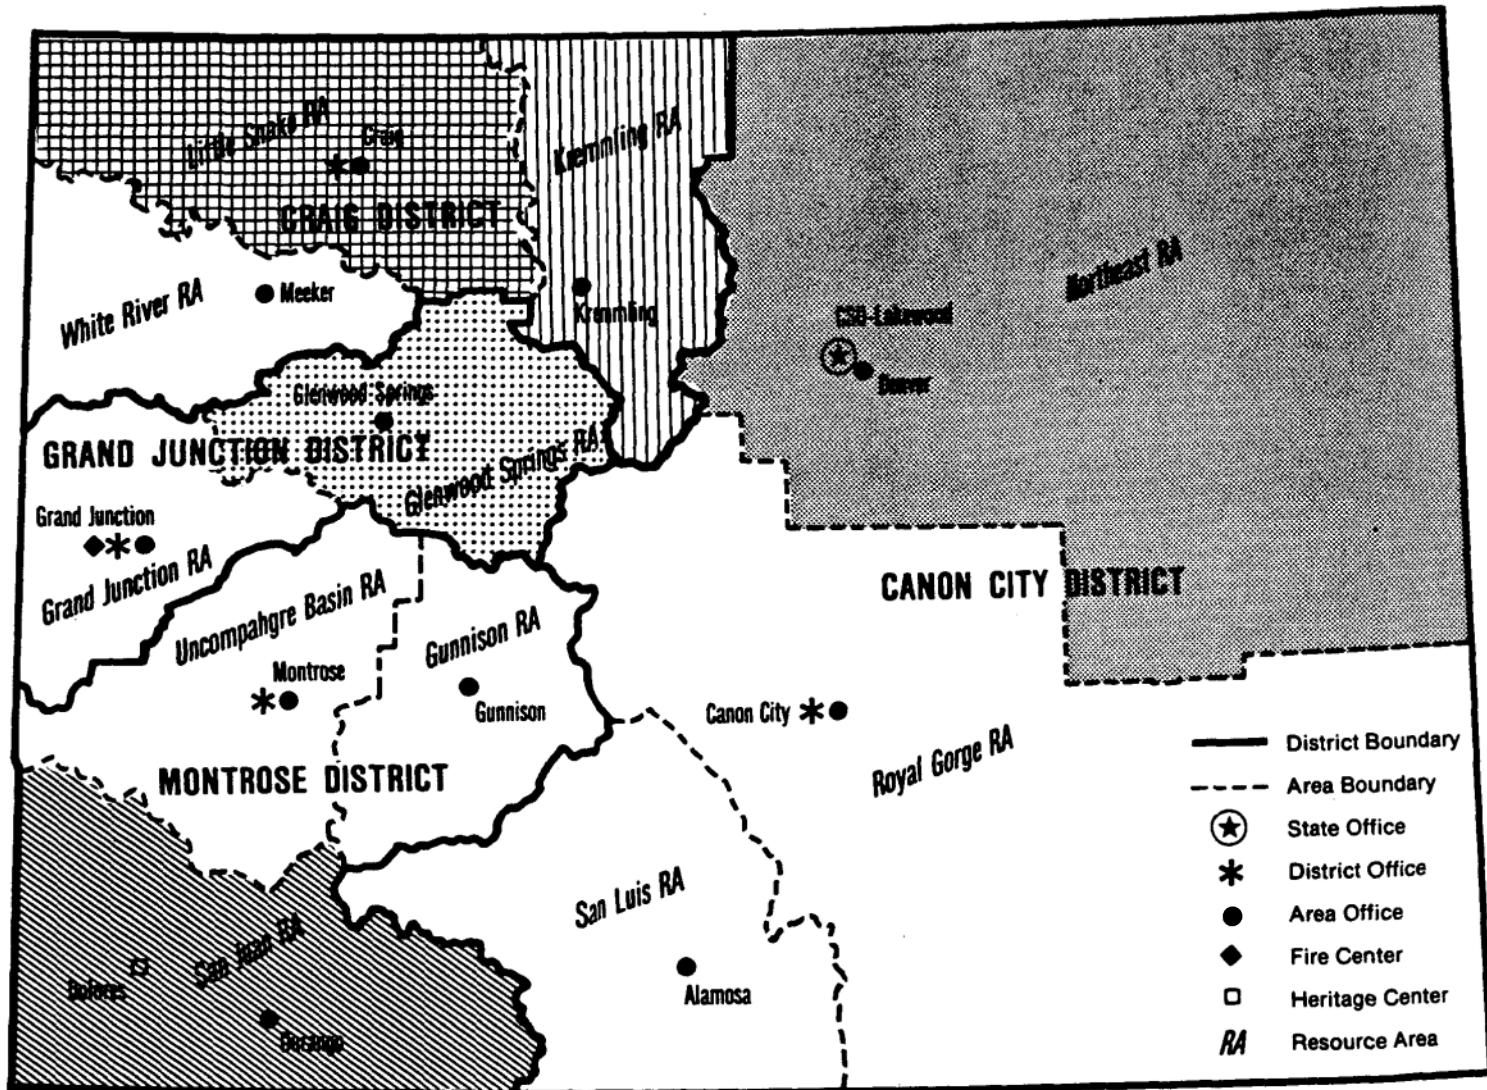 Little Snake RA
Craig
CRAIG DISTRICT
Kremmling RA
Kremmling
White River RA
Meeker
Northeast RA
CSO-Lakewood
Denver
Glenwood Springs
GRAND JUNCTION DISTRICT
Glenwood Springs RA
Grand Junction
Grand Junction RA
Uncompahgre Basin RA
Montrose
Gunnison RA
Gunnison
MONTROSE DISTRICT
CANON CITY DISTRICT
Canon City
Royal Gorge RA
San Luis RA
Alamosa
San Juan RA
Dolores
Durango
District Boundary
Area Boundary
State Office
District Office
Area Office
Fire Center
Heritage Center
RA Resource Area